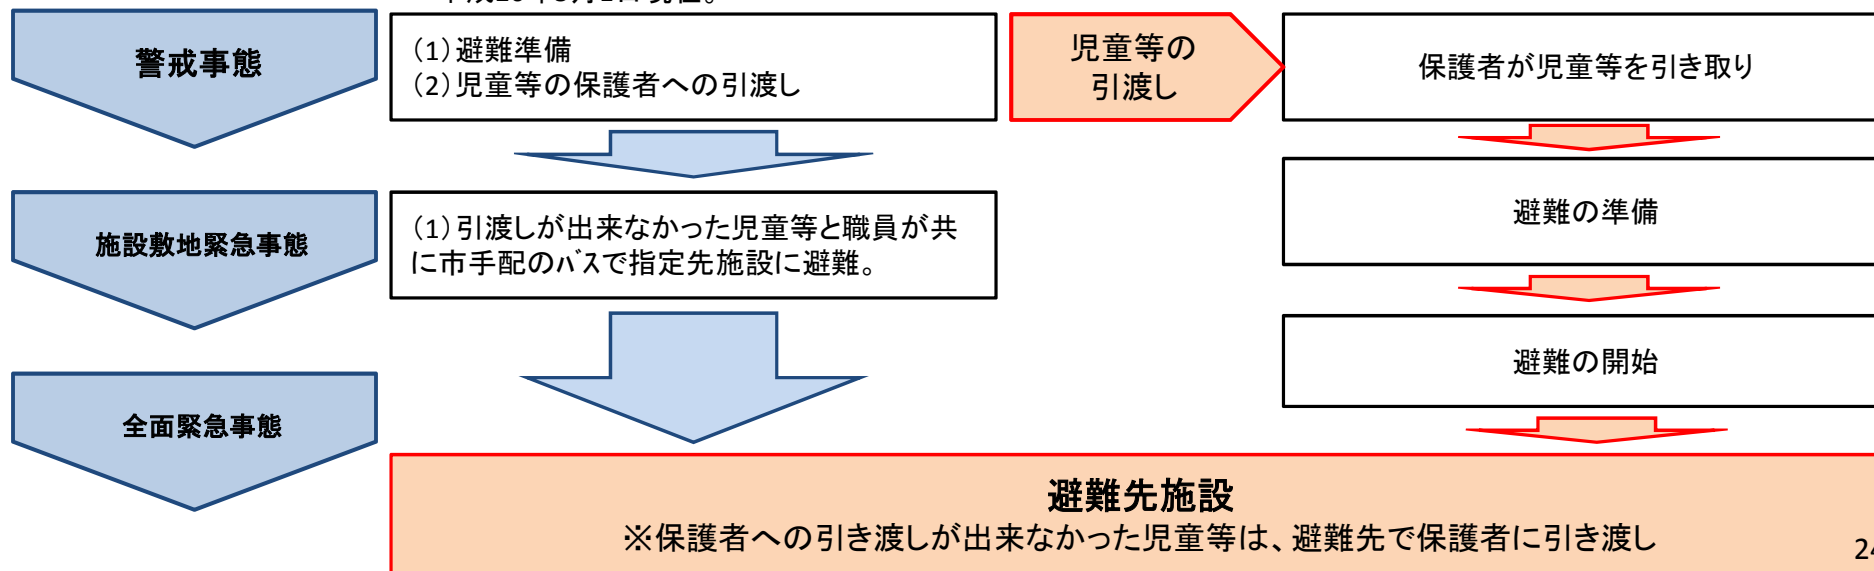 警戒事態
(1)避難準備
(2)児童等の保護者への引渡し
児童等の
引渡し
保護者が児童等を引き取り
避難の準備
施設敷地緊急事態
(1)引渡しが出来なかった児童等と職員が共
に市手配のバスで指定先施設に避難。
避難の開始
全面緊急事態
避難先施設
※保護者への引き渡しが出来なかった児童等は、避難先で保護者に引き渡し